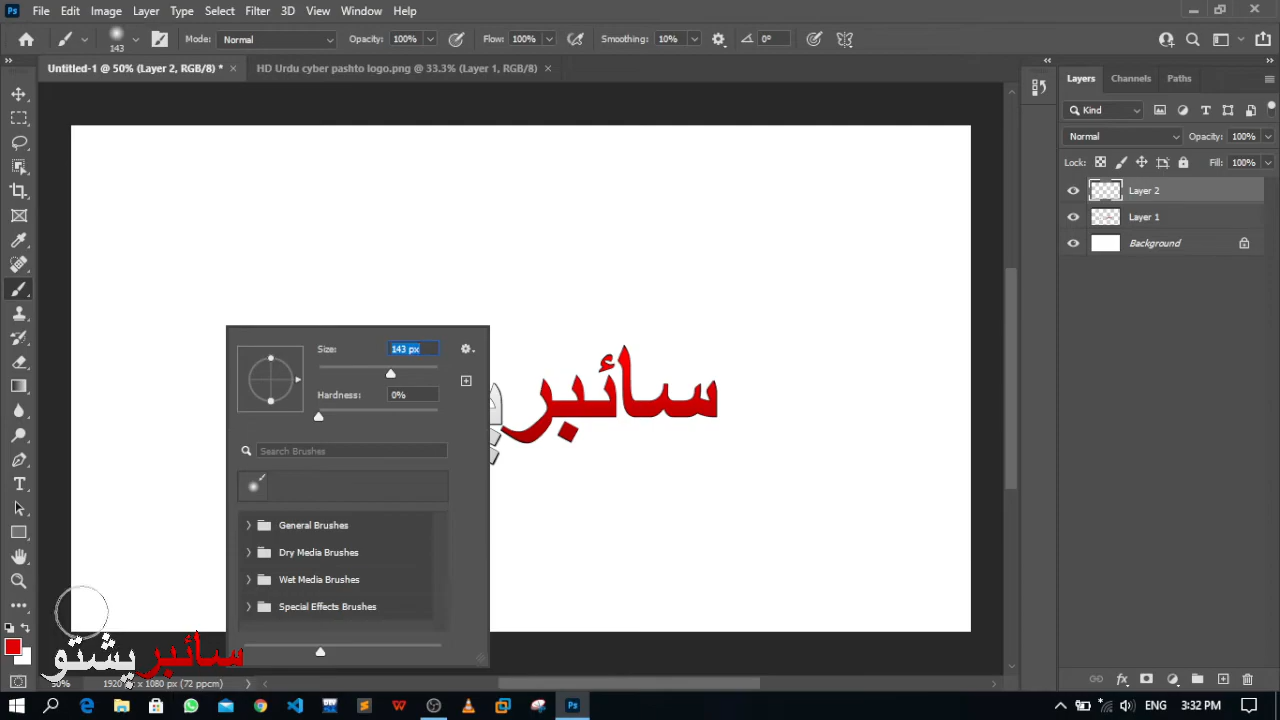 Ps File Edit Image Layer Type Select Filter 3D View Window Help
143 Mode: Normal Opacity: 100% Flow: 100% Smoothing: 10% 0°
Untitled-1 @ 50% (Layer 2, RGB/8) * × HD Urdu cyber pashto logo.png @ 33.3% (Layer 1, RGB/8) ×
Layers Channels Paths
Kind
Normal Opacity: 100%
Lock: Fill: 100%
Layer 2
Layer 1
Background
Size: 143 px
Hardness: 0%
Search Brushes
General Brushes
Dry Media Brushes
Wet Media Brushes
Special Effects Brushes
سائبر
سائبر پشتو
1920 px x 1080 px (72 ppcm)
Ps ENG 3:32 PM